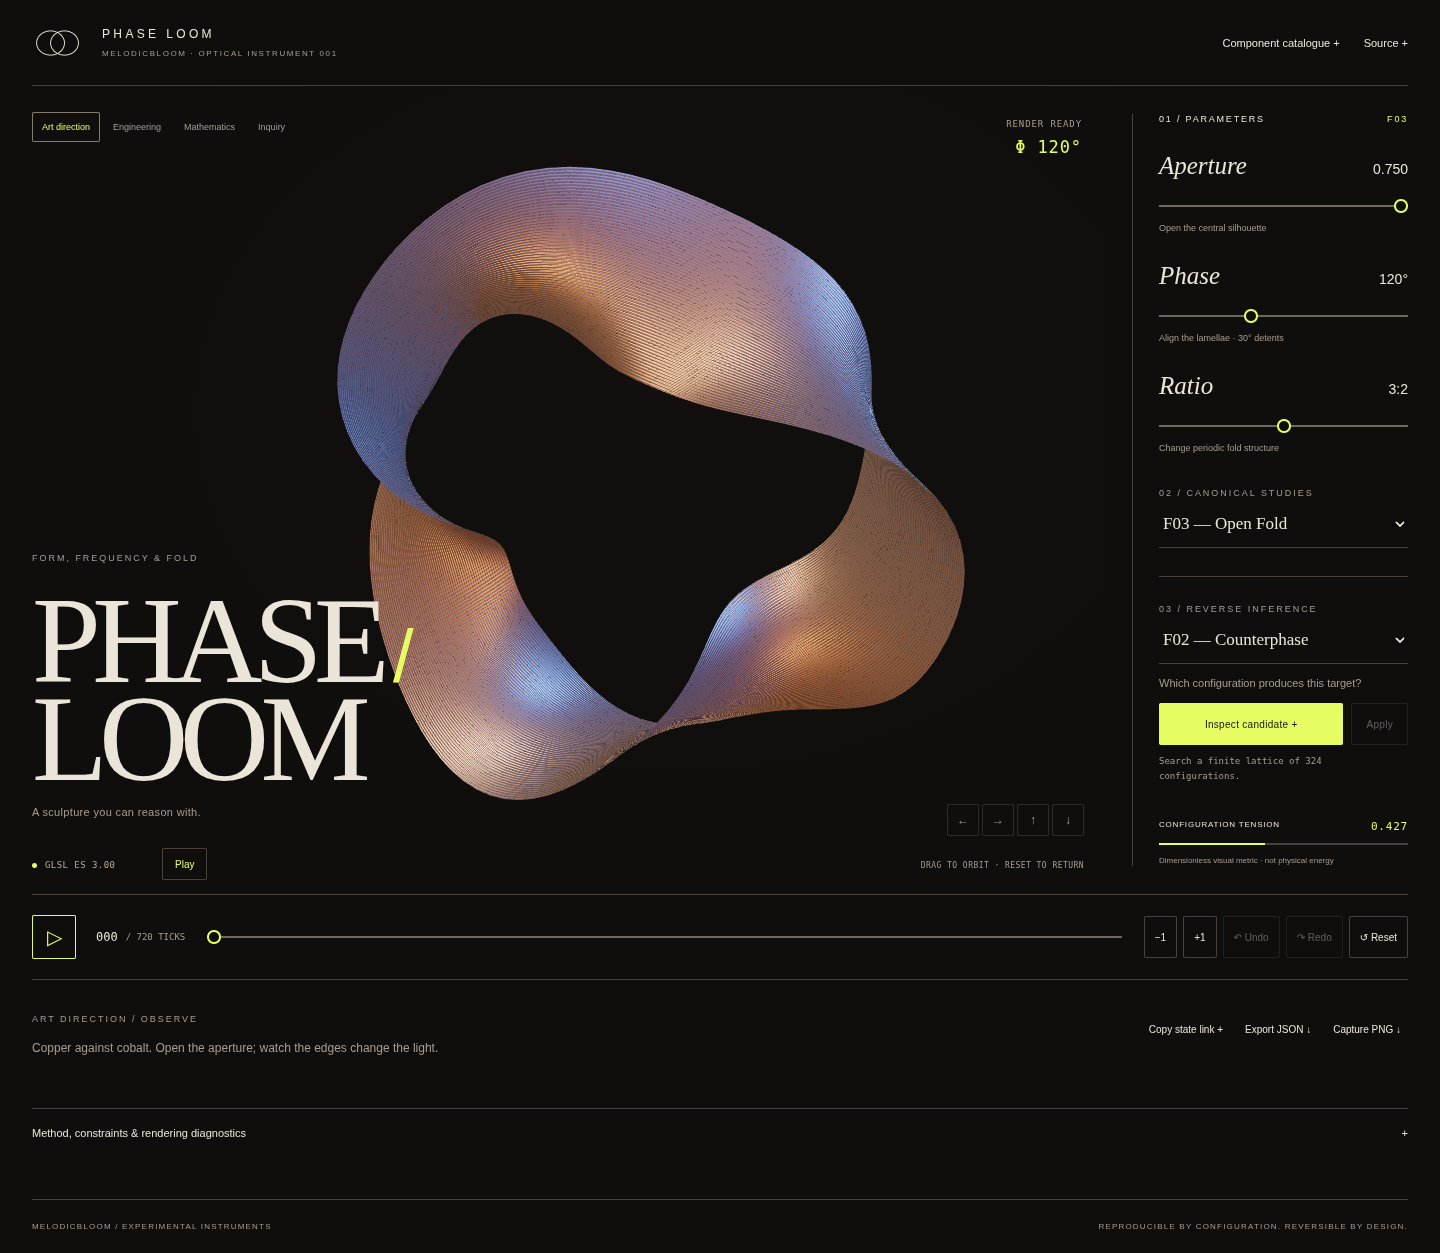 PHASE LOOM
MELODICBLOOM · OPTICAL INSTRUMENT 001
Component catalogue +
Source +
Art direction
Engineering
Mathematics
Inquiry
RENDER READY
Φ 120°
FORM, FREQUENCY & FOLD
PHASE/
LOOM
A sculpture you can reason with.
GLSL ES 3.00
Play
← → ↑ ↓
DRAG TO ORBIT · RESET TO RETURN
01 / PARAMETERS
F03
Aperture
0.750
Open the central silhouette
Phase
120°
Align the lamellae · 30° detents
Ratio
3:2
Change periodic fold structure
02 / CANONICAL STUDIES
F03 — Open Fold
03 / REVERSE INFERENCE
F02 — Counterphase
Which configuration produces this target?
Inspect candidate +
Apply
Search a finite lattice of 324
configurations.
CONFIGURATION TENSION
0.427
Dimensionless visual metric · not physical energy
▷
000 / 720 TICKS
−1
+1
↶ Undo
↷ Redo
↺ Reset
ART DIRECTION / OBSERVE
Copper against cobalt. Open the aperture; watch the edges change the light.
Copy state link +
Export JSON ↓
Capture PNG ↓
Method, constraints & rendering diagnostics
+
MELODICBLOOM / EXPERIMENTAL INSTRUMENTS
REPRODUCIBLE BY CONFIGURATION. REVERSIBLE BY DESIGN.